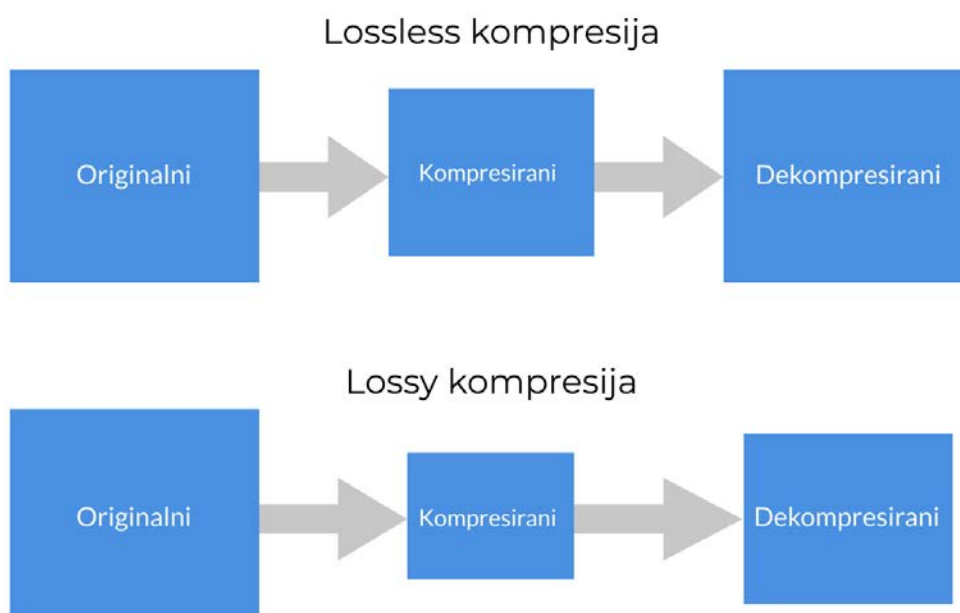 Lossless kompresija
Originalni
Kompresirani
Dekompresirani
Lossy kompresija
Originalni
Kompresirani
Dekompresirani